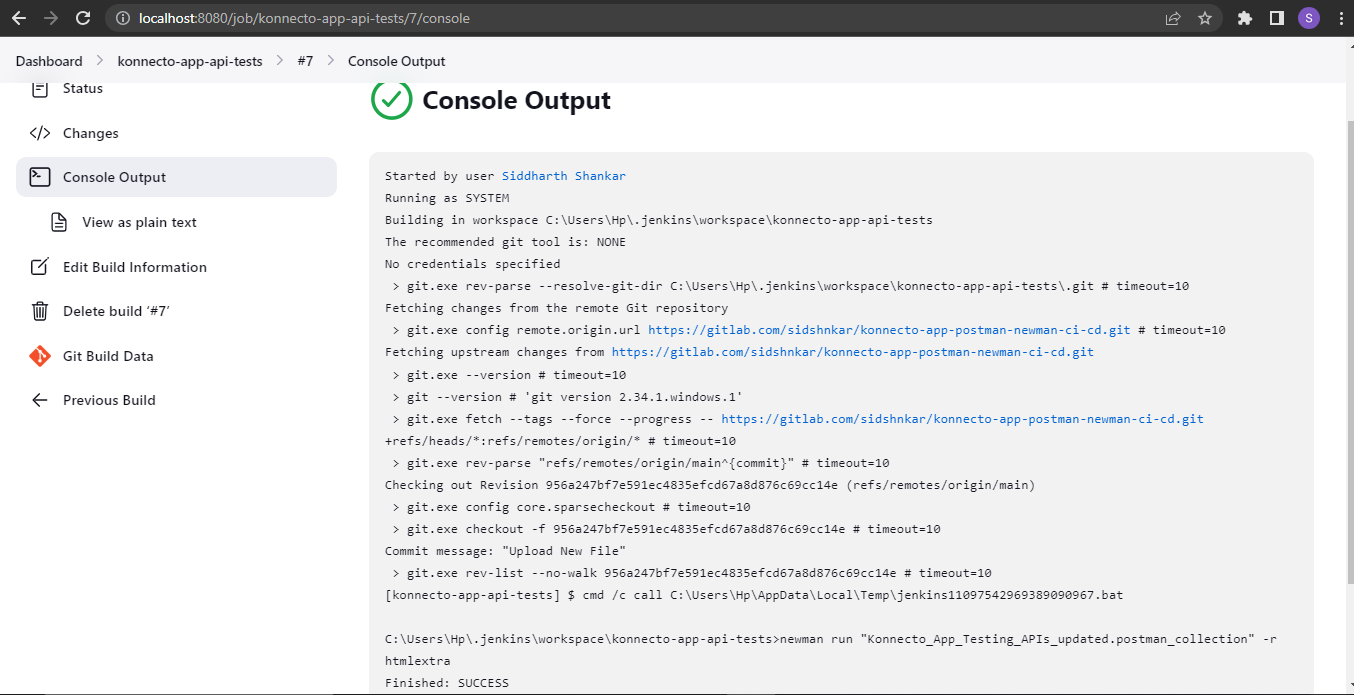 localhost:8080/job/konnecto-app-api-tests/7/console
S
Dashboard > konnecto-app-api-tests > #7 > Console Output
Status
Changes
Console Output
View as plain text
Edit Build Information
Delete build ‘#7’
Git Build Data
Previous Build
Console Output
Started by user Siddharth Shankar
Running as SYSTEM
Building in workspace C:\Users\Hp\.jenkins\workspace\konnecto-app-api-tests
The recommended git tool is: NONE
No credentials specified
> git.exe rev-parse --resolve-git-dir C:\Users\Hp\.jenkins\workspace\konnecto-app-api-tests\.git # timeout=10
Fetching changes from the remote Git repository
> git.exe config remote.origin.url https://gitlab.com/sidshnkar/konnecto-app-postman-newman-ci-cd.git # timeout=10
Fetching upstream changes from https://gitlab.com/sidshnkar/konnecto-app-postman-newman-ci-cd.git
> git.exe --version # timeout=10
> git --version # 'git version 2.34.1.windows.1'
> git.exe fetch --tags --force --progress -- https://gitlab.com/sidshnkar/konnecto-app-postman-newman-ci-cd.git
+refs/heads/*:refs/remotes/origin/* # timeout=10
> git.exe rev-parse "refs/remotes/origin/main^{commit}" # timeout=10
Checking out Revision 956a247bf7e591ec4835efcd67a8d876c69cc14e (refs/remotes/origin/main)
> git.exe config core.sparsecheckout # timeout=10
> git.exe checkout -f 956a247bf7e591ec4835efcd67a8d876c69cc14e # timeout=10
Commit message: "Upload New File"
> git.exe rev-list --no-walk 956a247bf7e591ec4835efcd67a8d876c69cc14e # timeout=10
[konnecto-app-api-tests] $ cmd /c call C:\Users\Hp\AppData\Local\Temp\jenkins11097542969389090967.bat
C:\Users\Hp\.jenkins\workspace\konnecto-app-api-tests>newman run "Konnecto_App_Testing_APIs_updated.postman_collection" -r
htmlextra
Finished: SUCCESS